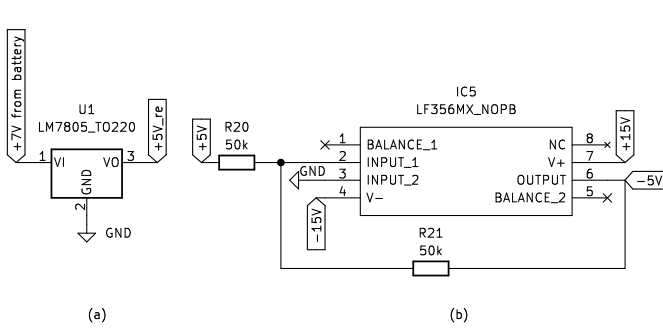 +7V from battery
U1
LM7805_TO220
1 VI VO 3
GND
2
GND
+5V_re
(a)
+5V
R20
50k
IC5
LF356MX_NOPB
1 BALANCE_1 NC 8
2 INPUT_1 V+ 7
GND 3 INPUT_2 OUTPUT 6
4 V- BALANCE_2 5
+15V
-5V
-15V
R21
50k
(b)